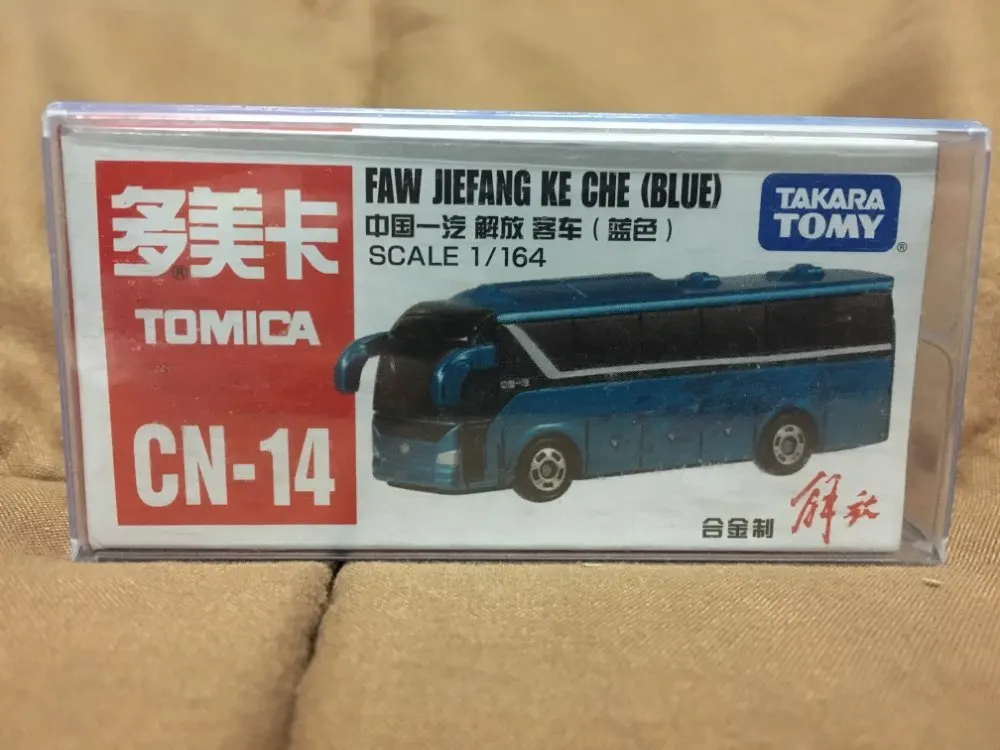 多美卡
®
TOMICA
CN-14
FAW JIEFANG KE CHE (BLUE)
中国一汽 解放 客车（蓝色）
SCALE 1/164
TAKARA
TOMY
®
合金制
解放